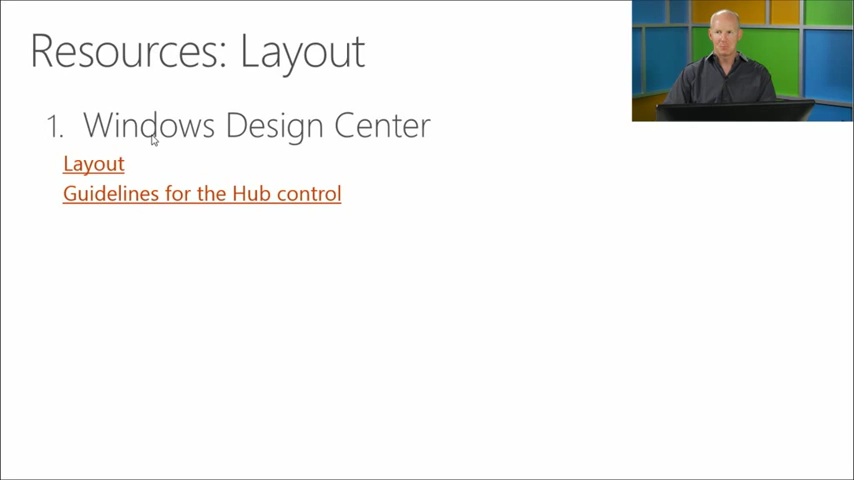 Resources: Layout
1. Windows Design Center
Layout
Guidelines for the Hub control